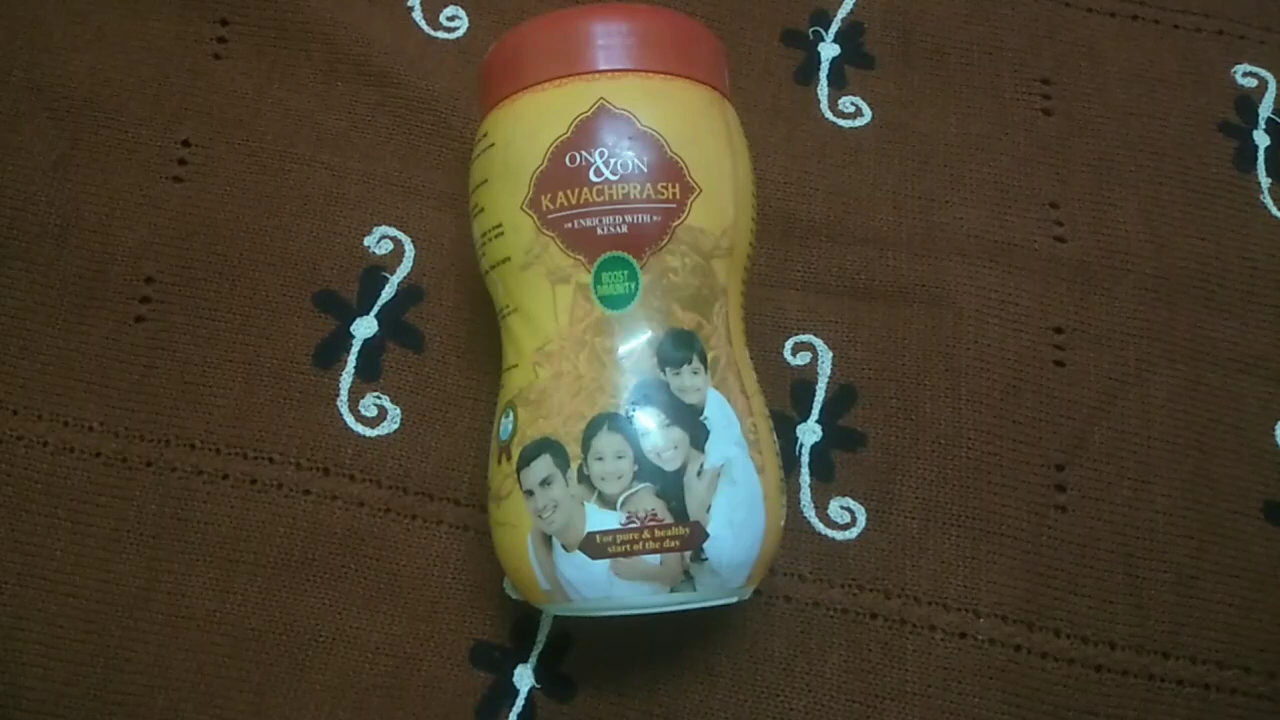 ON & ON
KAVACHPRASH
ENRICHED WITH
KESAR
BOOST
IMMUNITY
For pure & healthy
start of the day